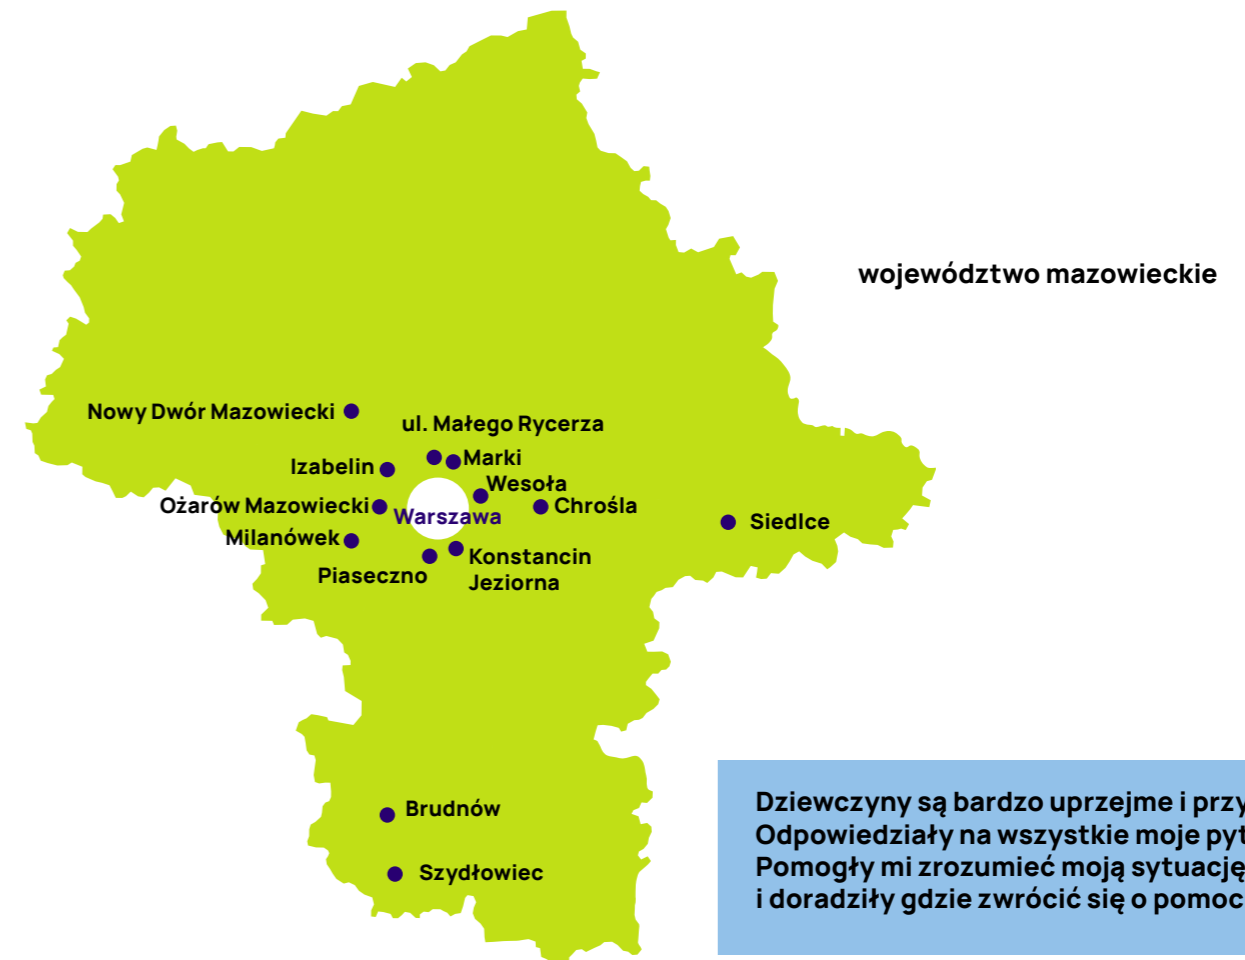 województwo mazowieckie
Nowy Dwór Mazowiecki
ul. Małego Rycerza
Marki
Izabelin
Wesoła
Ożarów Mazowiecki
Chrośla
Warszawa
Siedlce
Milanówek
Konstancin
Jeziorna
Piaseczno
Brudnów
Szydłowiec
Dziewczyny są bardzo uprzejme i
Odpowiedziały na wszystkie moje
Pomogły mi zrozumieć moją sytuację
i doradziły gdzie zwrócić się o pomoc